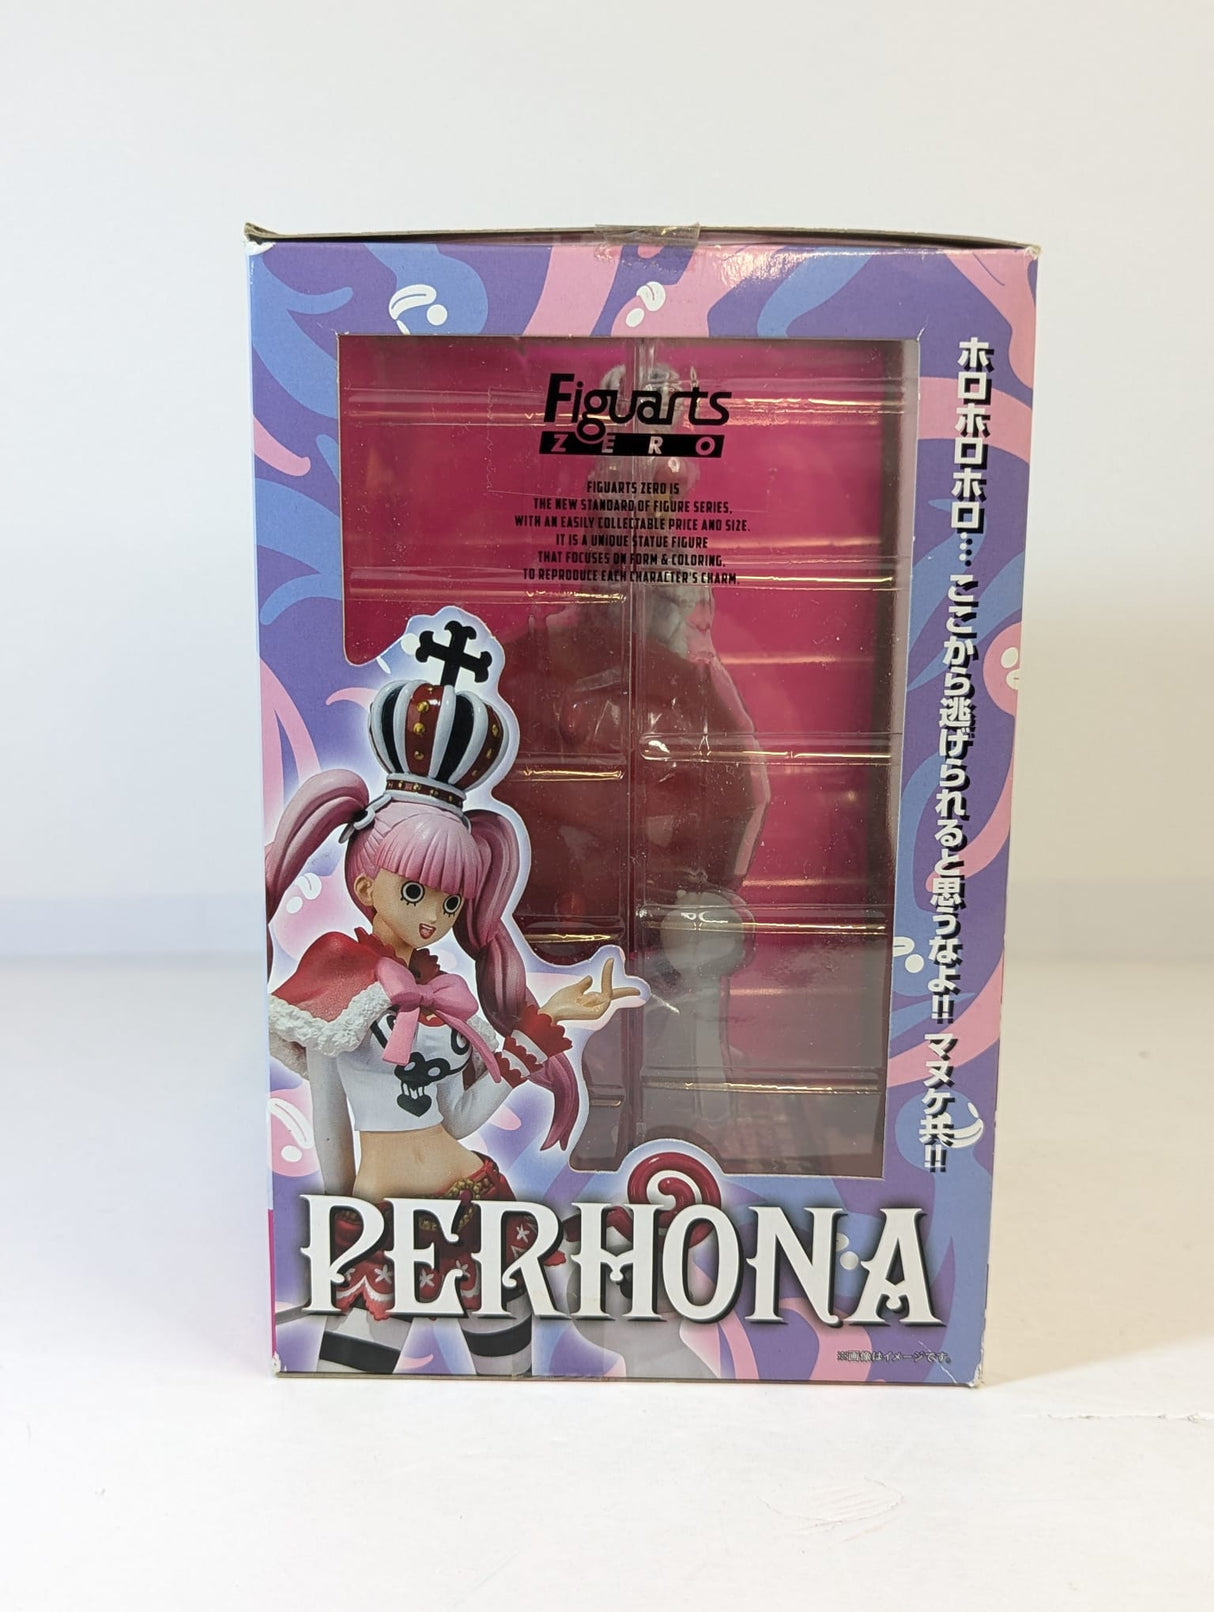 Figuarts
ZERO
FIGUARTS ZERO IS
THE NEW STANDARD OF FIGURE SERIES,
WITH AN EASILY COLLECTABLE PRICE AND SIZE.
IT IS A UNIQUE STATUE FIGURE
THAT FOCUSES ON FORM & COLORING,
TO REPRODUCE EACH CHARACTER'S CHARM.
ホロホロホロ…ここから逃げられると思うなよ!! マヌケ共!!
PERHONA
※画像はイメージです。